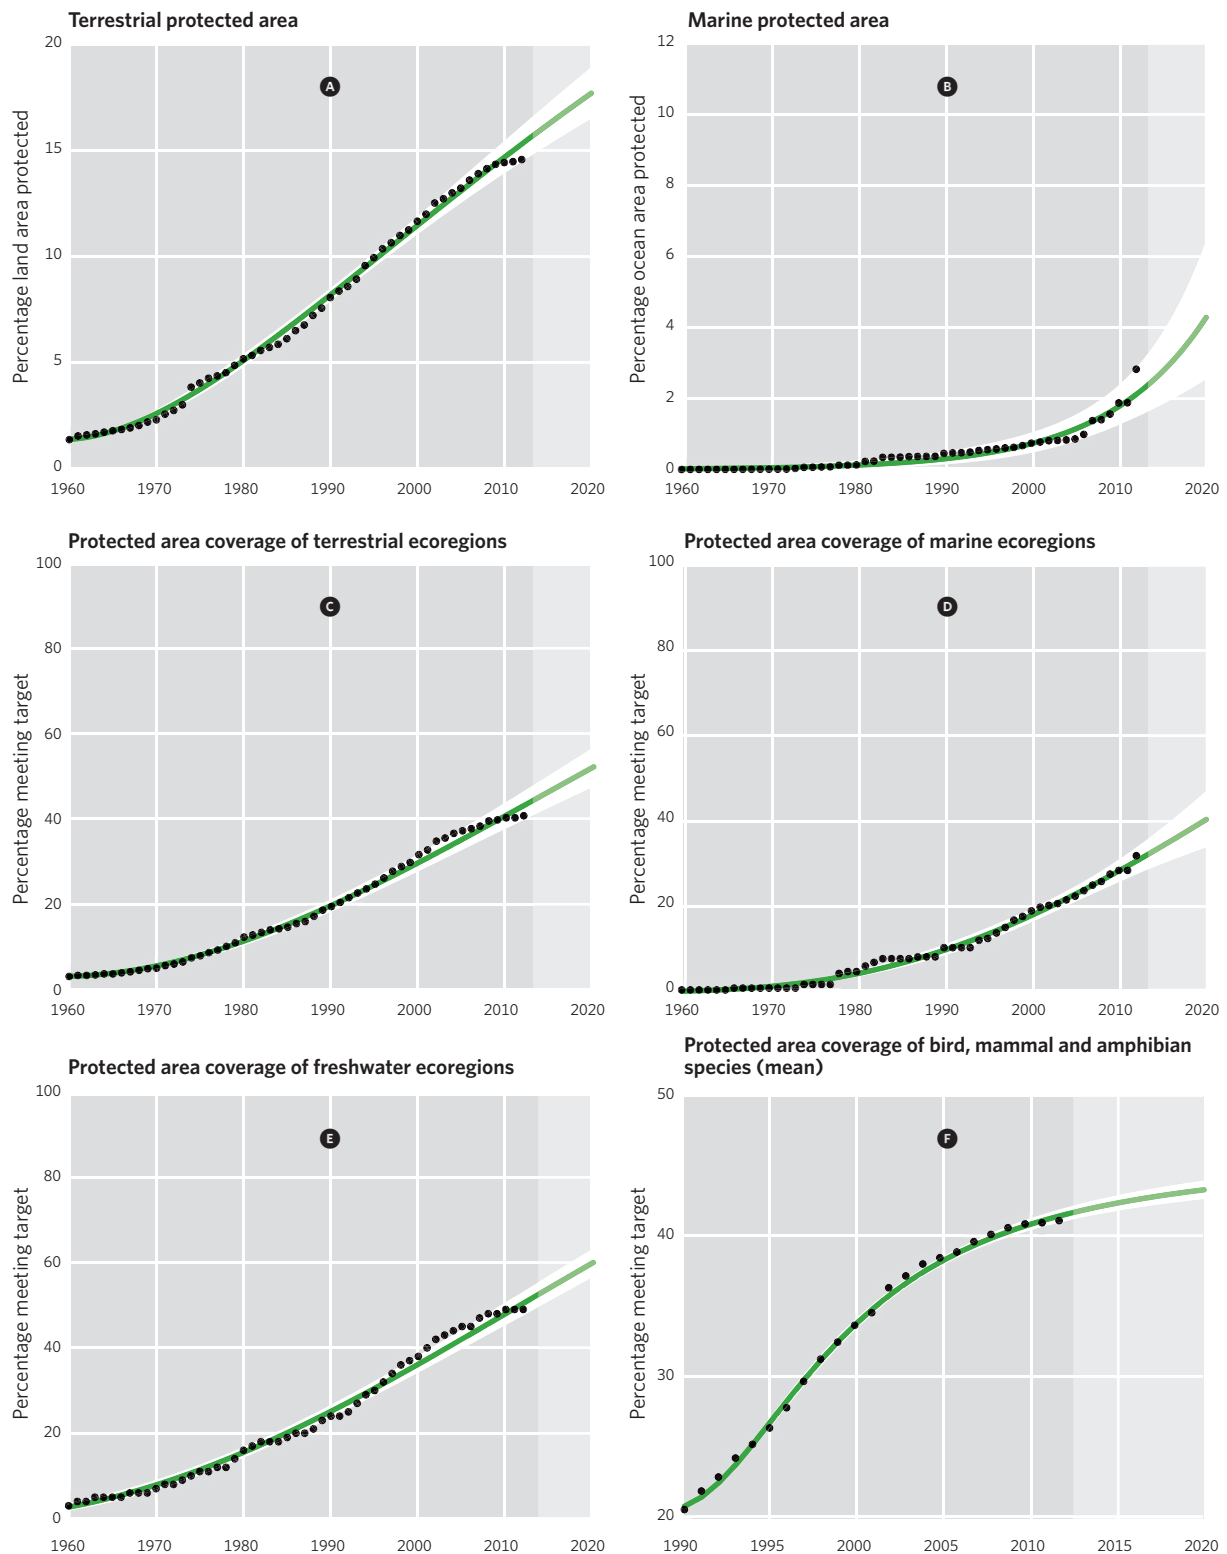 Terrestrial protected area
20
15
10
5
0
Percentage land area protected
A
1960 1970 1980 1990 2000 2010 2020
Marine protected area
12
10
8
6
4
2
0
Percentage ocean area protected
B
1960 1970 1980 1990 2000 2010 2020
Protected area coverage of terrestrial ecoregions
100
80
60
40
20
0
Percentage meeting target
C
1960 1970 1980 1990 2000 2010 2020
Protected area coverage of marine ecoregions
100
80
60
40
20
0
Percentage meeting target
D
1960 1970 1980 1990 2000 2010 2020
Protected area coverage of freshwater ecoregions
100
80
60
40
20
0
Percentage meeting target
E
1960 1970 1980 1990 2000 2010 2020
Protected area coverage of bird, mammal and amphibian
species (mean)
50
40
30
20
Percentage meeting target
F
1990 1995 2000 2005 2010 2015 2020